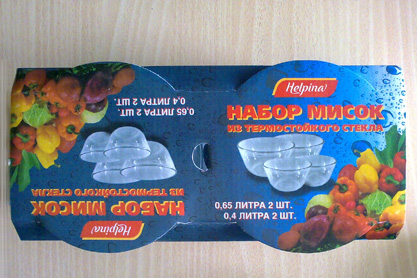 Helpina
НАБОР МИСОК
ИЗ ТЕРМОСТОЙКОГО СТЕКЛА
0,65 ЛИТРА 2 ШТ.
0,4 ЛИТРА 2 ШТ.
Helpina
НАБОР МИСОК
ИЗ ТЕРМОСТОЙКОГО СТЕКЛА
0,65 ЛИТРА 2 ШТ.
0,4 ЛИТРА 2 ШТ.